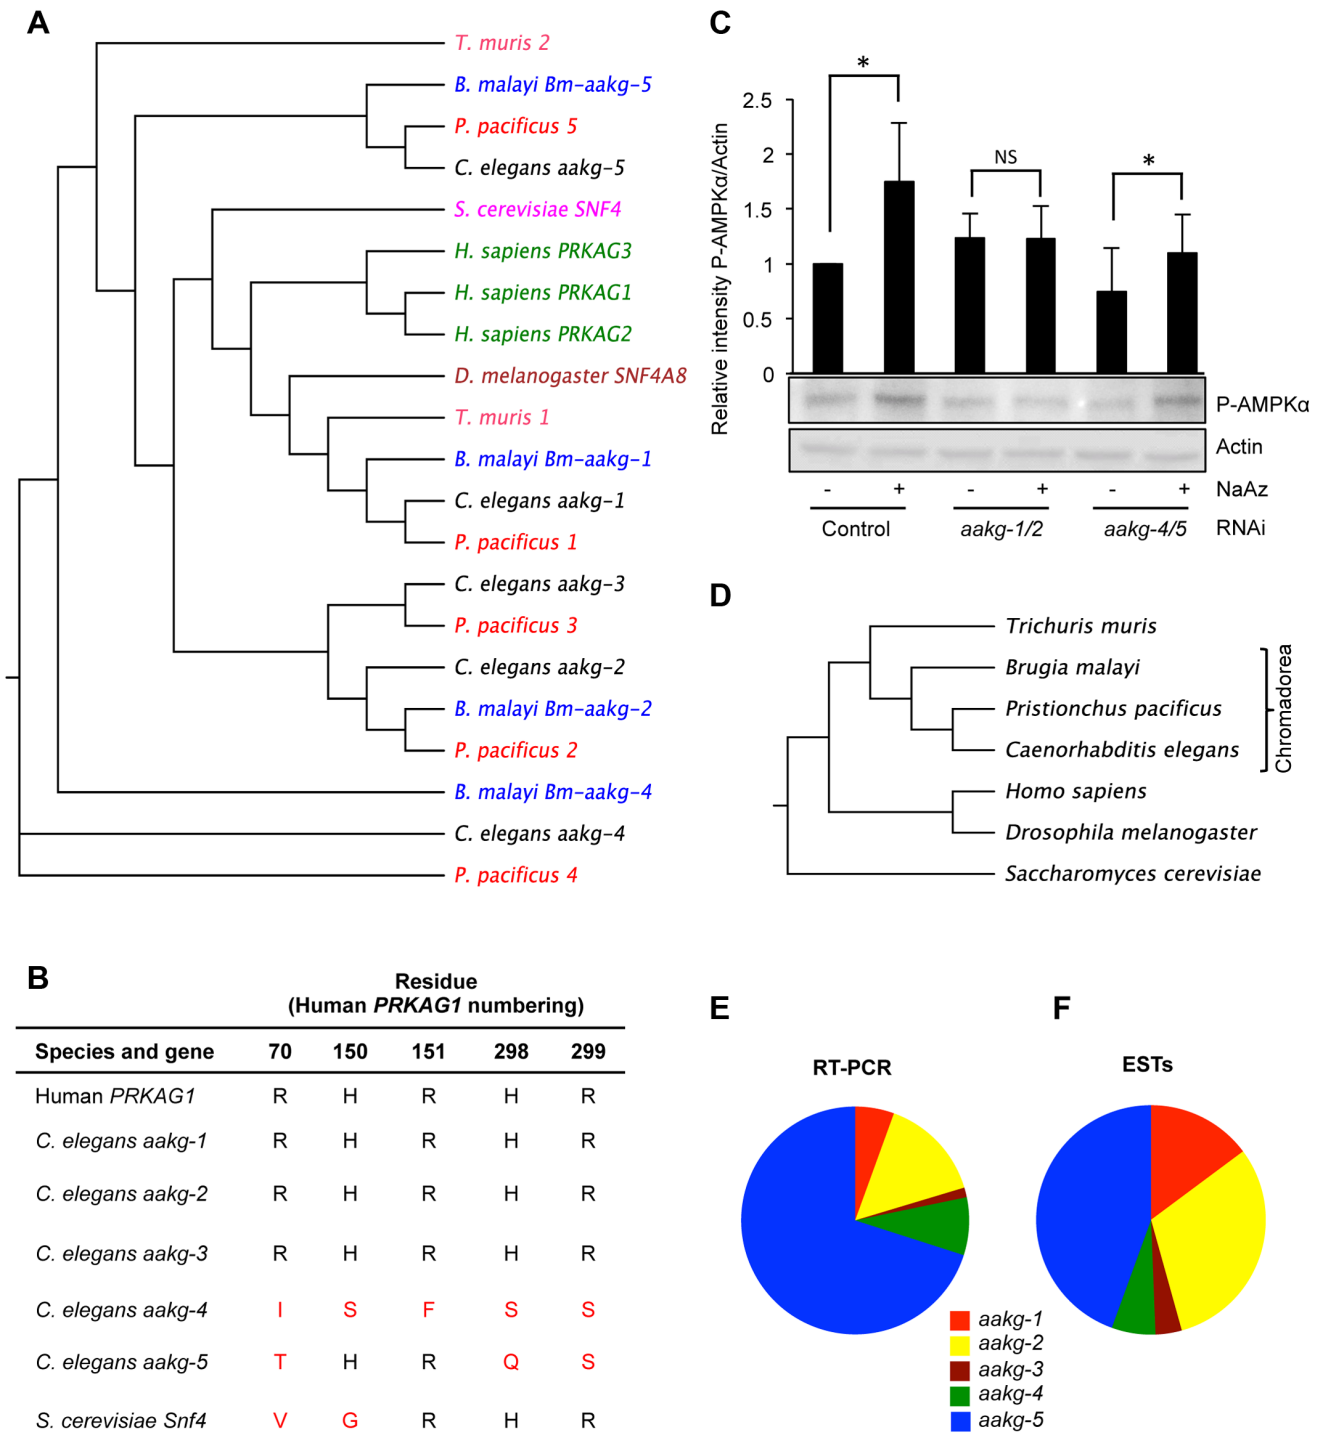 A
T. muris 2
B. malayi Bm-aakg-5
P. pacificus 5
C. elegans aakg-5
S. cerevisiae SNF4
H. sapiens PRKAG3
H. sapiens PRKAG1
H. sapiens PRKAG2
D. melanogaster SNF4A8
T. muris 1
B. malayi Bm-aakg-1
C. elegans aakg-1
P. pacificus 1
C. elegans aakg-3
P. pacificus 3
C. elegans aakg-2
B. malayi Bm-aakg-2
P. pacificus 2
B. malayi Bm-aakg-4
C. elegans aakg-4
P. pacificus 4
B
Residue
(Human PRKAG1 numbering)
Species and gene 70 150 151 298 299
Human PRKAG1 R H R H R
C. elegans aakg-1 R H R H R
C. elegans aakg-2 R H R H R
C. elegans aakg-3 R H R H R
C. elegans aakg-4 I S F S S
C. elegans aakg-5 T H R Q S
S. cerevisiae Snf4 V G R H R
C
Relative intensity P-AMPKα/Actin
2.5
2
1.5
1
0.5
0
*
NS
*
P-AMPKα
Actin
- + - + - + NaAz
Control aakg-1/2 aakg-4/5 RNAi
D
Trichuris muris
Brugia malayi
Pristionchus pacificus
Caenorhabditis elegans
Homo sapiens
Drosophila melanogaster
Saccharomyces cerevisiae
Chromadorea
E
RT-PCR
F
ESTs
aakg-1
aakg-2
aakg-3
aakg-4
aakg-5